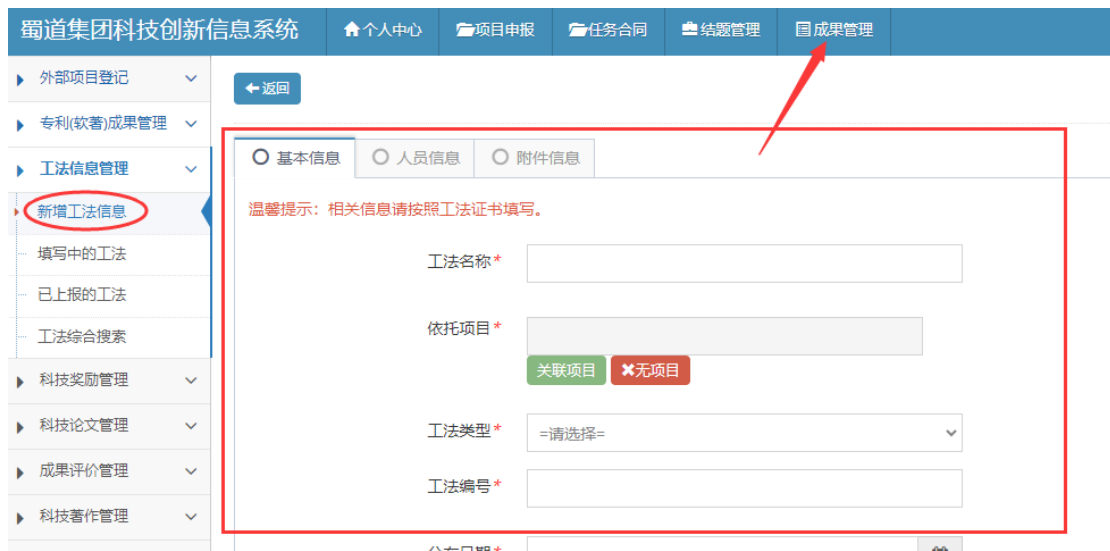 蜀道集团科技创新信息系统
个人中心 项目申报 任务合同 结题管理 成果管理
外部项目登记
专利(软著)成果管理
工法信息管理
新增工法信息
填写中的工法
已上报的工法
工法综合搜索
科技奖励管理
科技论文管理
成果评价管理
科技著作管理
返回
基本信息 人员信息 附件信息
温馨提示：相关信息请按照工法证书填写。
工法名称*
依托项目*
关联项目 无项目
工法类型* =请选择=
工法编号*